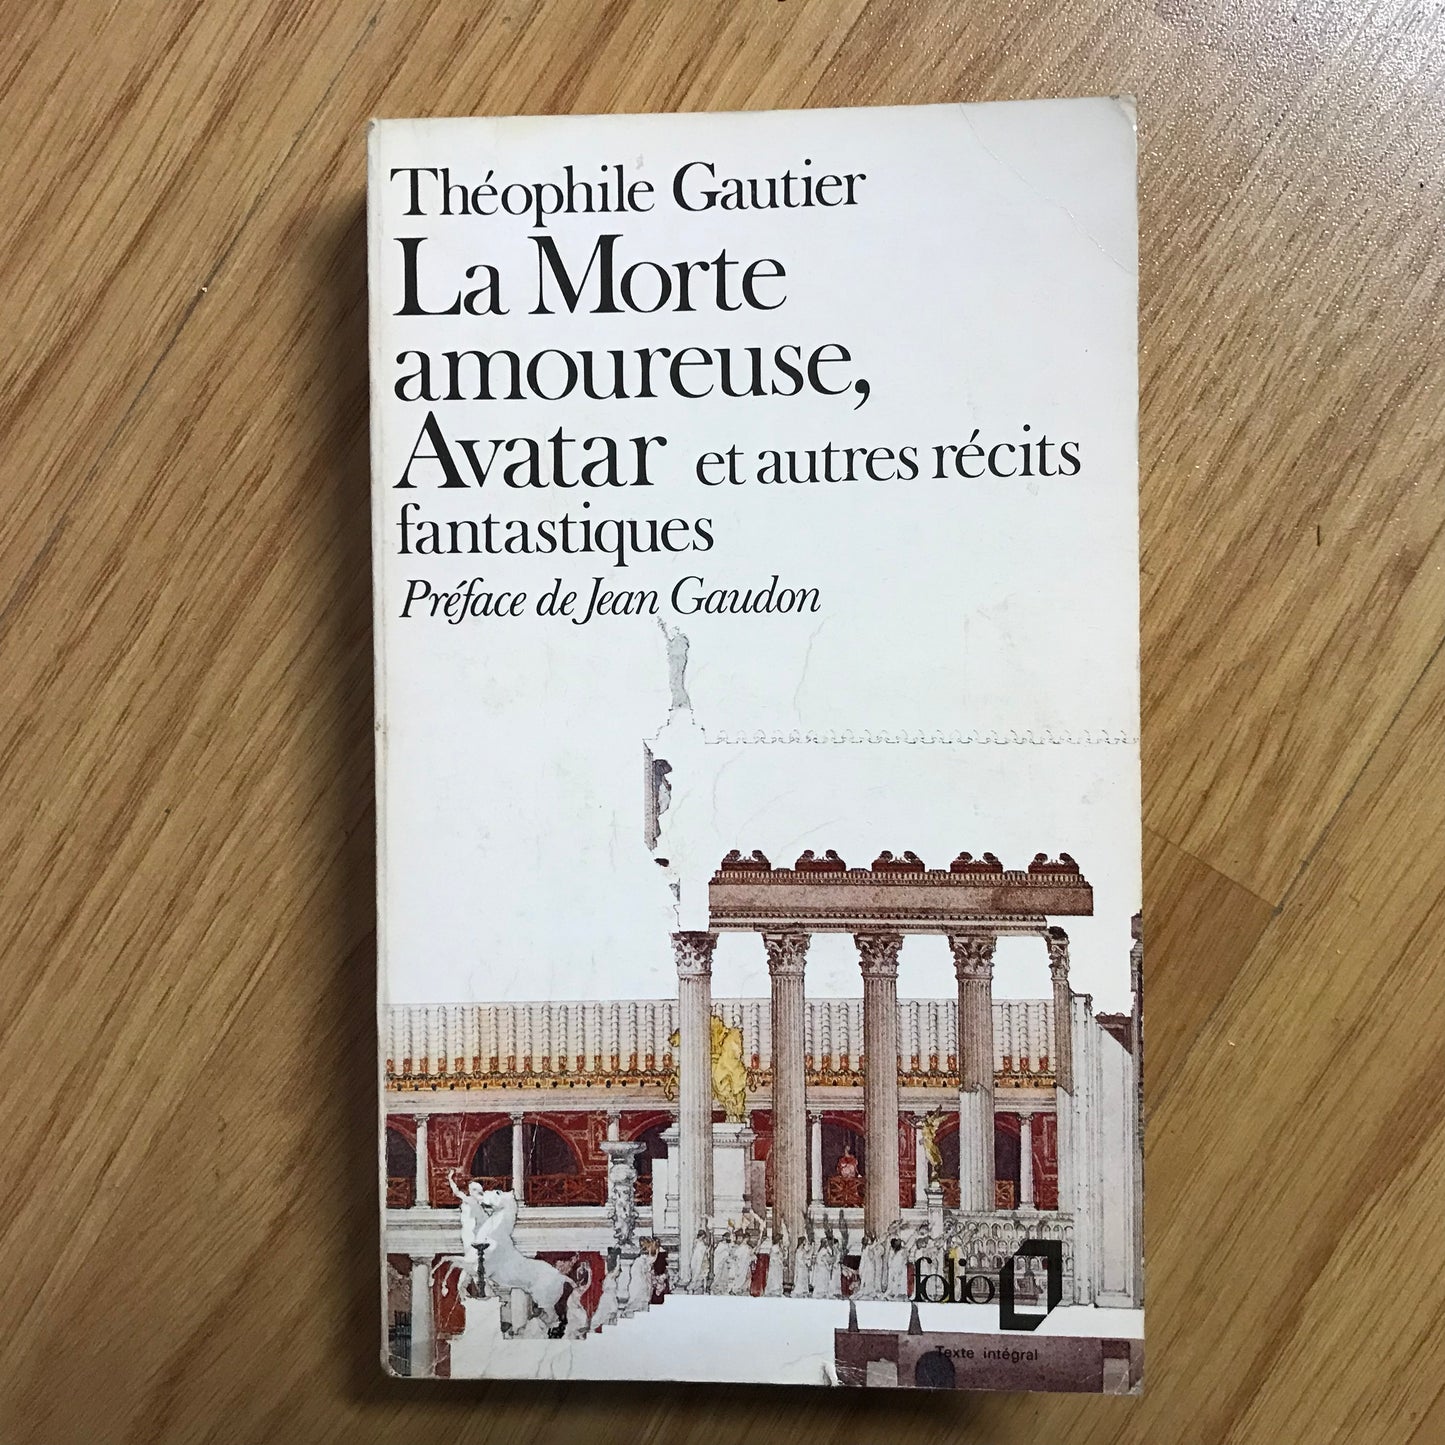 Théophile Gautier
La Morte
amoureuse,
Avatar et autres récits
fantastiques
Préface de Jean Gaudon
folio
Texte intégral